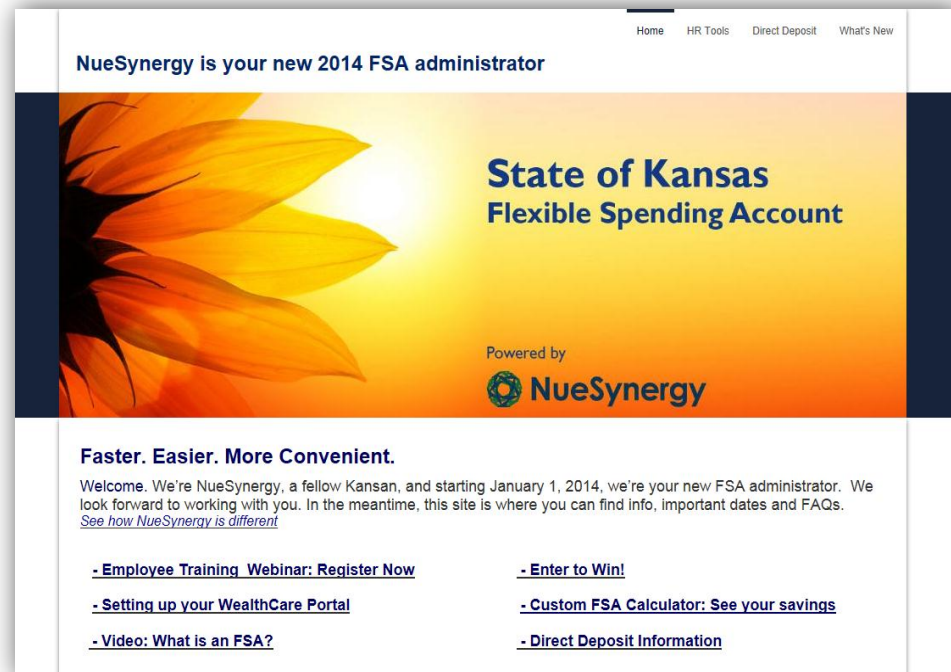 Home HR Tools Direct Deposit What's New
NueSynergy is your new 2014 FSA administrator
State of Kansas
Flexible Spending Account
Powered by
NueSynergy
Faster. Easier. More Convenient.
Welcome. We're NueSynergy, a fellow Kansan, and starting January 1, 2014, we're your new FSA administrator. We
look forward to working with you. In the meantime, this site is where you can find info, important dates and FAQs.
See how NueSynergy is different
- Employee Training Webinar: Register Now
- Enter to Win!
- Setting up your WealthCare Portal
- Custom FSA Calculator: See your savings
- Video: What is an FSA?
- Direct Deposit Information